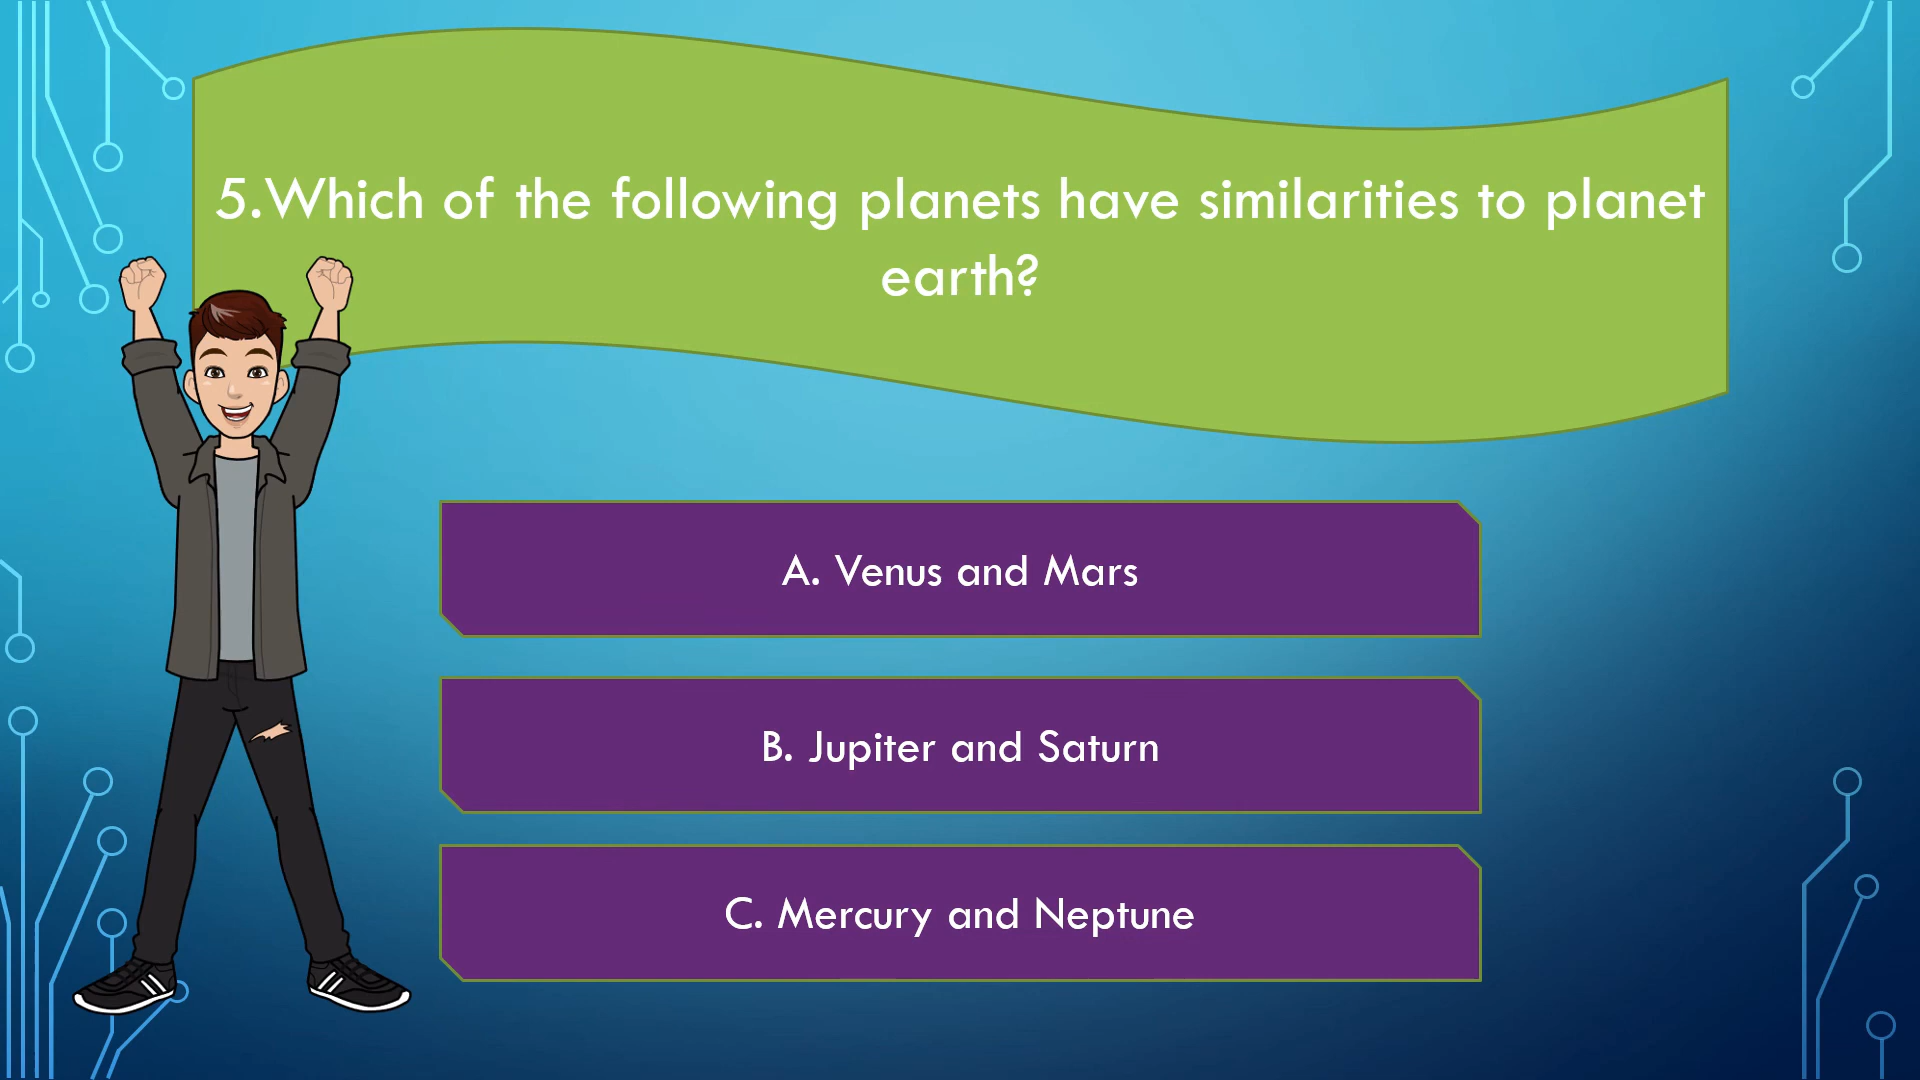 5.Which of the following planets have similarities to planet
earth?
A. Venus and Mars
B. Jupiter and Saturn
C. Mercury and Neptune